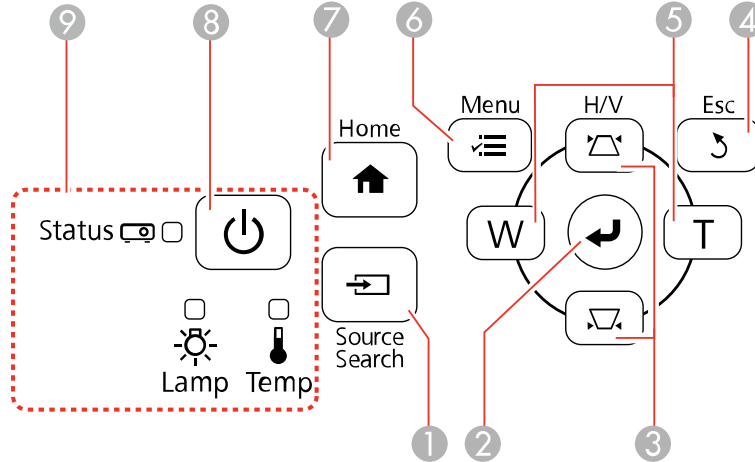 9 8 7 6 5 4
Menu H/V Esc
Home
Status
W T
Source
Search
Lamp Temp
1 2 3